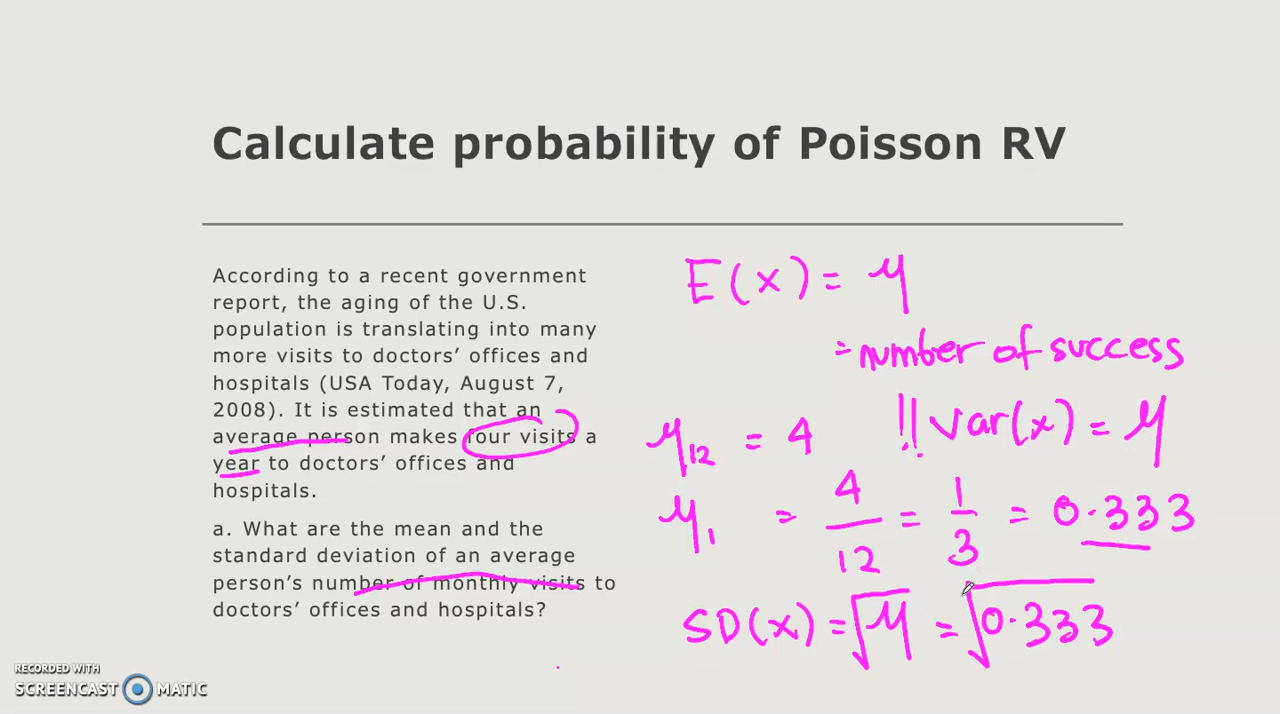 Calculate probability of Poisson RV
According to a recent government
report, the aging of the U.S.
population is translating into many
more visits to doctors’ offices and
hospitals (USA Today, August 7,
2008). It is estimated that an
average person makes four visits a
year to doctors’ offices and
hospitals.
a. What are the mean and the
standard deviation of an average
person’s number of monthly visits to
doctors’ offices and hospitals?
E(x) = μ
= number of success
μ12 = 4 !! Var(x) = μ
μ1 = 4/12 = 1/3 = 0.333
SD(x) = √μ = √0.333
RECORDED WITH
SCREENCAST MATIC